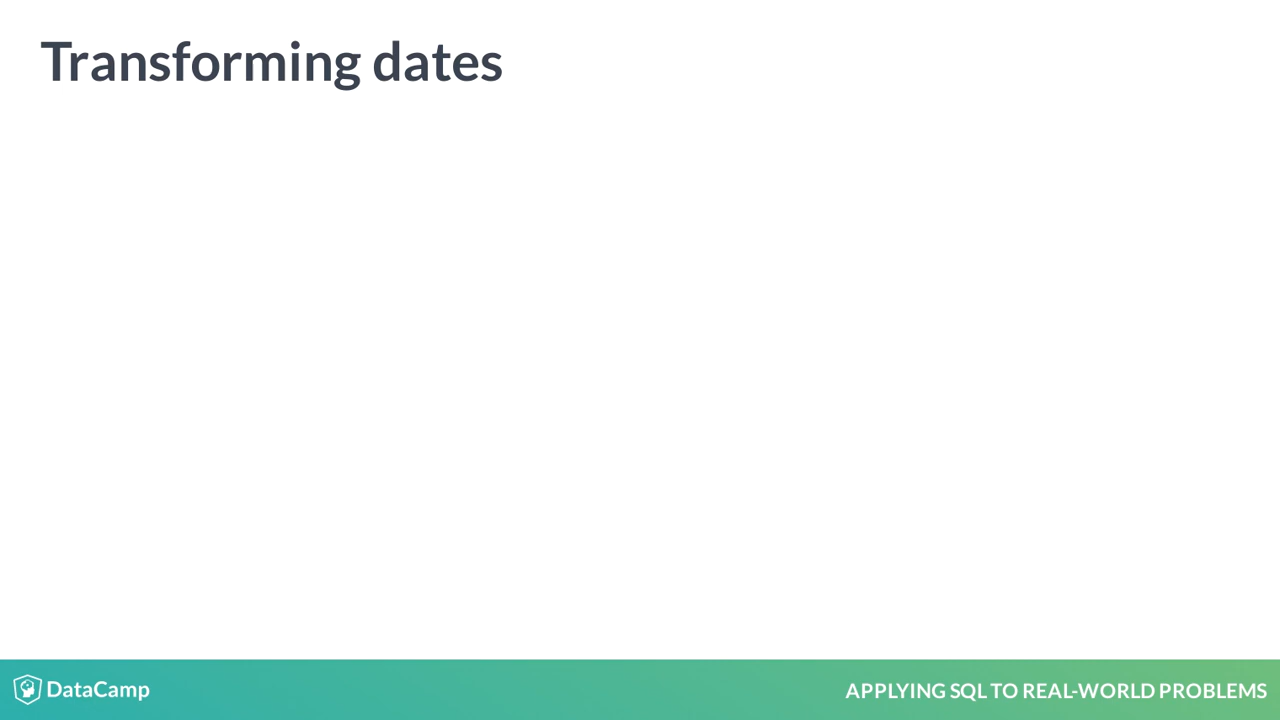 Transforming dates
DataCamp
APPLYING SQL TO REAL-WORLD PROBLEMS